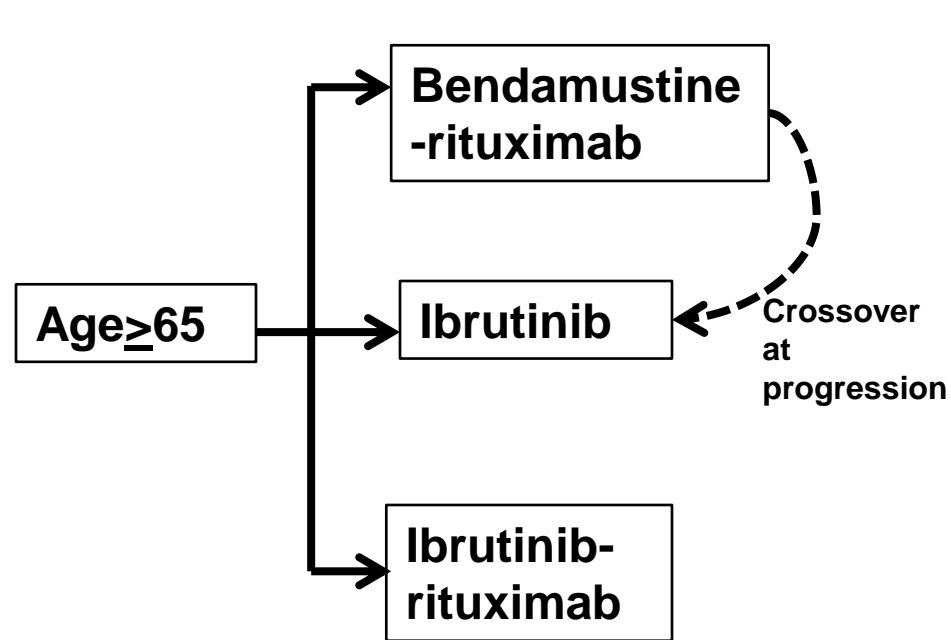 Bendamustine
-rituximab
Age≥65
Ibrutinib
Crossover
at
progression
Ibrutinib-
rituximab